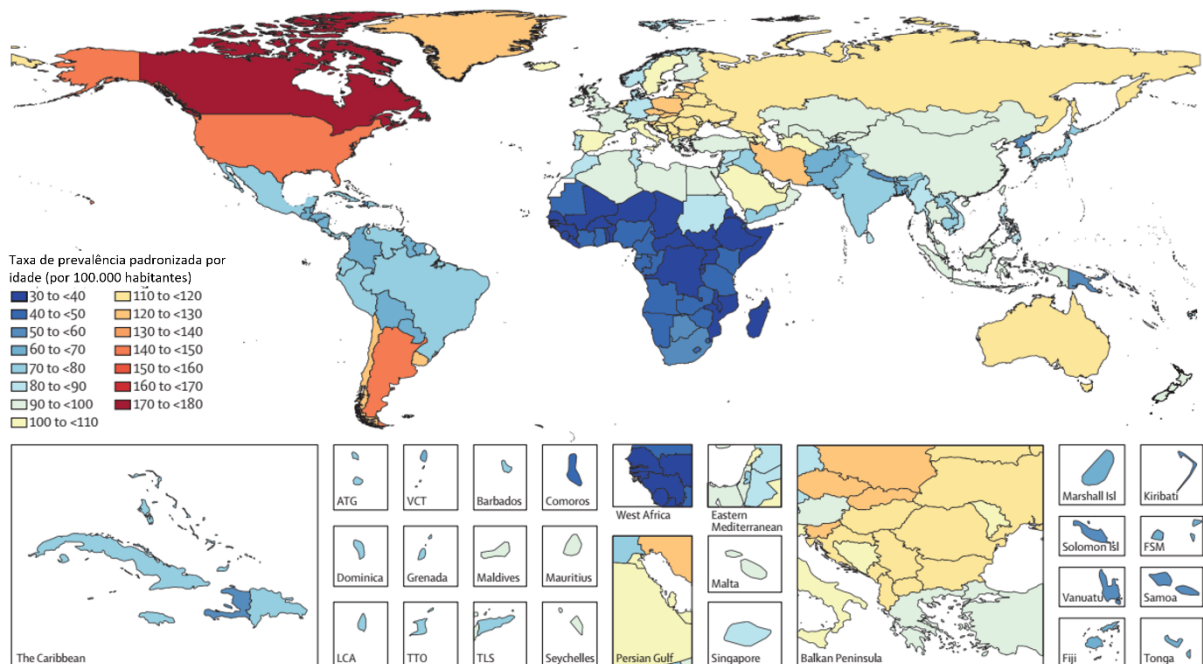 Taxa de prevalência padronizada por
idade (por 100.000 habitantes)
30 to <40
40 to <50
50 to <60
60 to <70
70 to <80
80 to <90
90 to <100
100 to <110
110 to <120
120 to <130
130 to <140
140 to <150
150 to <160
160 to <170
170 to <180
The Caribbean
ATG
VCT
Barbados
Comoros
Dominica
Grenada
Maldives
Mauritius
LCA
TTO
TLS
Seychelles
West Africa
Eastern
Mediterranean
Persian Gulf
Malta
Singapore
Balkan Peninsula
Marshall Isl
Kiribati
Solomon Isl
FSM
Vanuatu
Samoa
Fiji
Tonga